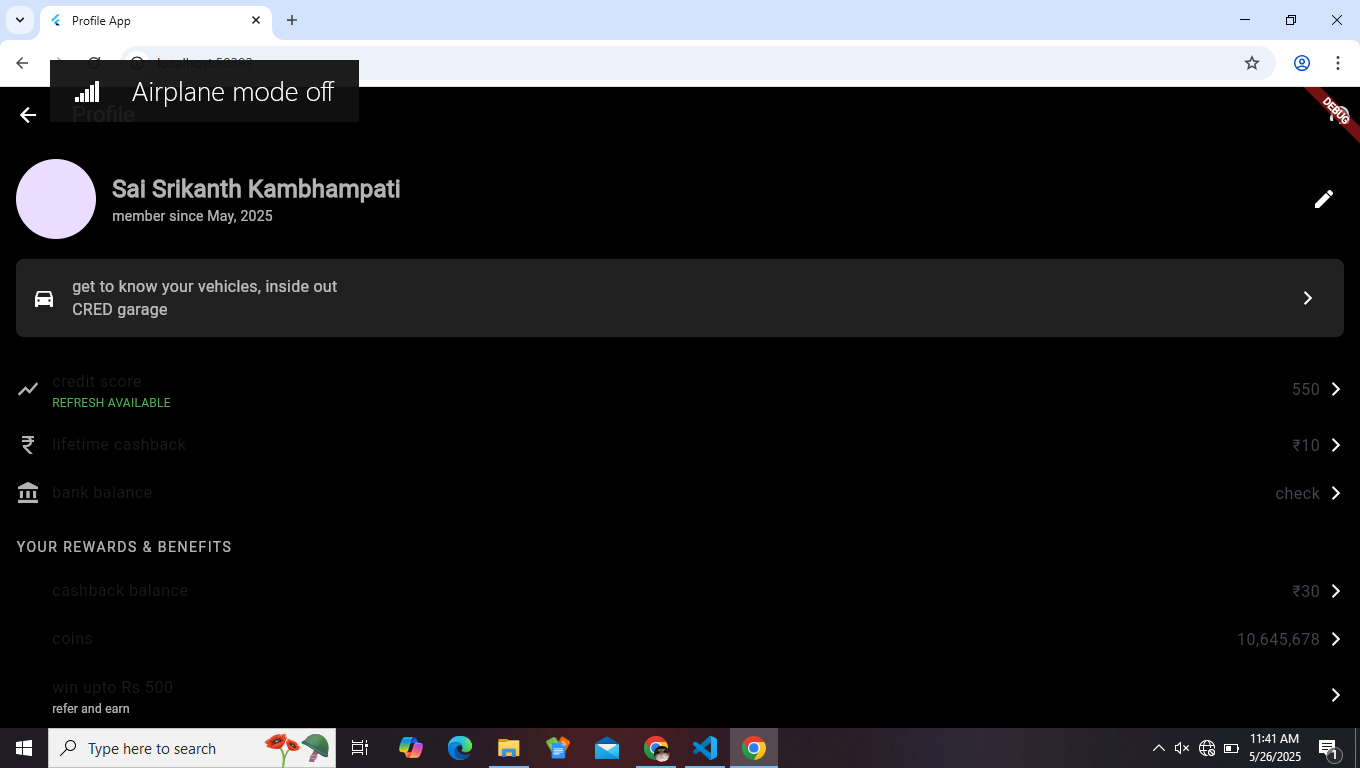 Profile App
Airplane mode off
Profile
DEBUG
Sai Srikanth Kambhampati
member since May, 2025
get to know your vehicles, inside out
CRED garage
credit score
550
REFRESH AVAILABLE
lifetime cashback
₹10
bank balance
check
YOUR REWARDS & BENEFITS
cashback balance
₹30
coins
10,645,678
win upto Rs 500
refer and earn
Type here to search
11:41 AM
5/26/2025
1